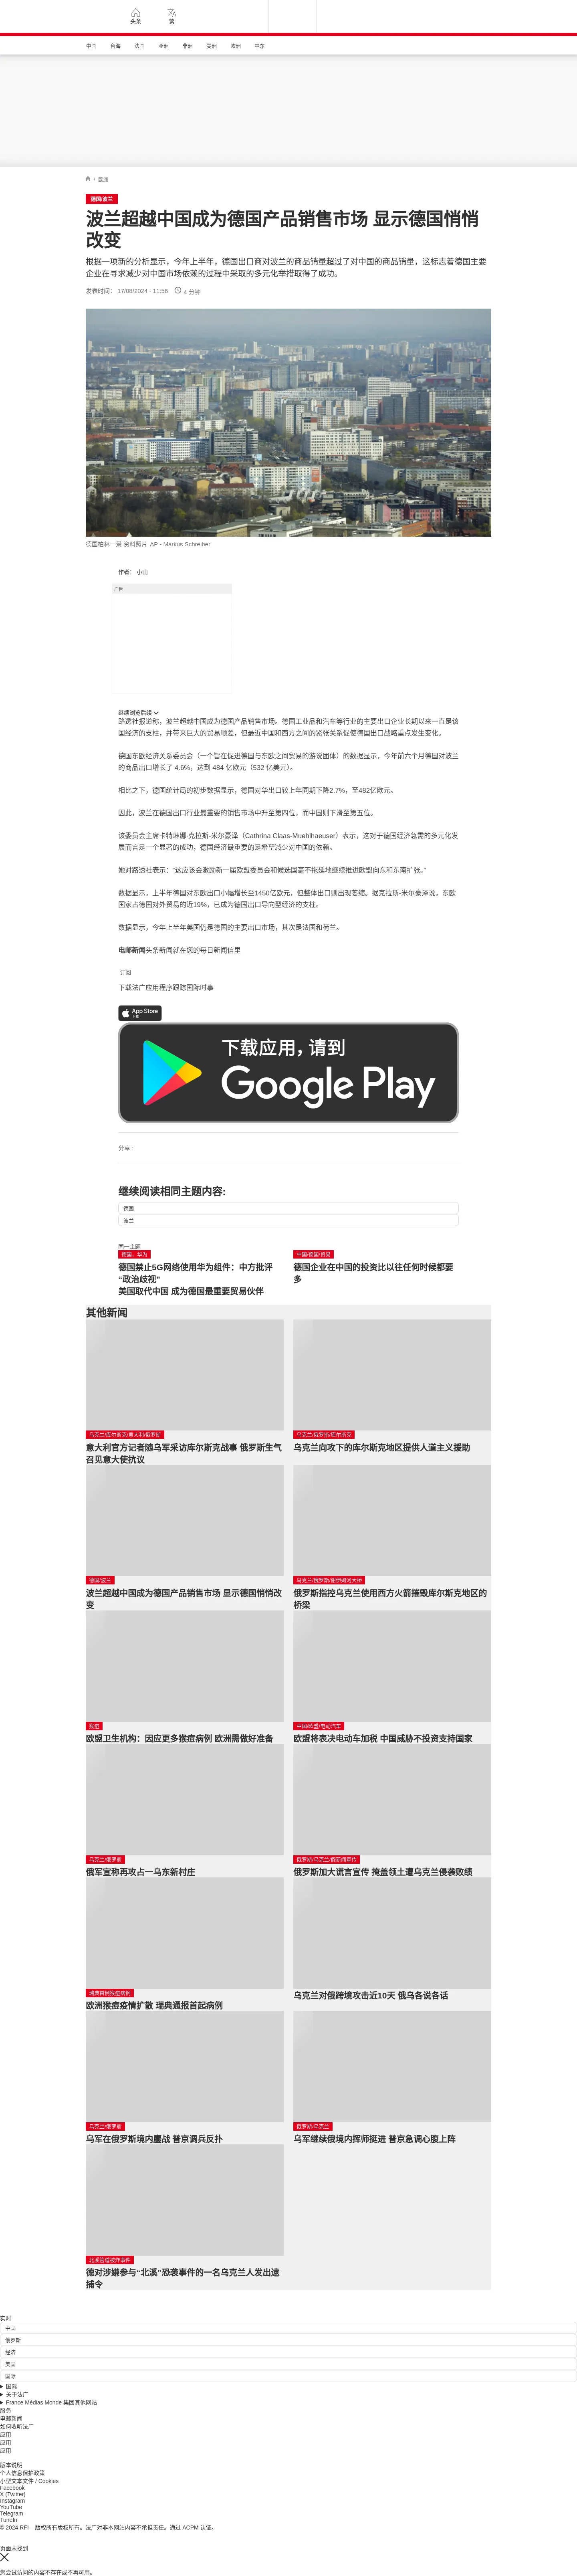 头条
繁
中国
台海
法国
亚洲
非洲
美洲
欧洲
中东
/ 欧洲
德国/波兰
波兰超越中国成为德国产品销售市场 显示德国悄悄
改变
根据一项新的分析显示，今年上半年，德国出口商对波兰的商品销量超过了对中国的商品销量，这标志着德国主要
企业在寻求减少对中国市场依赖的过程中采取的多元化举措取得了成功。
发表时间： 17/08/2024 - 11:56 4 分钟
德国柏林一景 资料照片 AP - Markus Schreiber
作者： 小山
广告
继续浏览后续
路透社报道称，波兰超越中国成为德国产品销售市场。德国工业品和汽车等行业的主要出口企业长期以来一直是该
国经济的支柱，并带来巨大的贸易顺差，但最近中国和西方之间的紧张关系促使德国出口战略重点发生变化。
德国东欧经济关系委员会（一个旨在促进德国与东欧之间贸易的游说团体）的数据显示，今年前六个月德国对波兰
的商品出口增长了 4.6%，达到 484 亿欧元（532 亿美元）。
相比之下，德国统计局的初步数据显示，德国对华出口较上年同期下降2.7%，至482亿欧元。
因此，波兰在德国出口行业最重要的销售市场中升至第四位，而中国则下滑至第五位。
该委员会主席卡特琳娜·克拉斯-米尔豪泽（Cathrina Claas-Muehlhaeuser）表示，这对于德国经济急需的多元化发
展而言是一个显著的成功，德国经济最重要的是希望减少对中国的依赖。
她对路透社表示：“这应该会激励新一届欧盟委员会和候选国毫不拖延地继续推进欧盟向东和东南扩张。”
数据显示，上半年德国对东欧出口小幅增长至1450亿欧元，但整体出口则出现萎缩。据克拉斯-米尔豪泽说，东欧
国家占德国对外贸易的近19%，已成为德国出口导向型经济的支柱。
数据显示，今年上半年美国仍是德国的主要出口市场，其次是法国和荷兰。
电邮新闻头条新闻就在您的每日新闻信里
订阅
下载法广应用程序跟踪国际时事
App Store
下载
下载应用，请到
Google Play
分享 :
继续阅读相同主题内容:
德国
波兰
同一主题
德国、华为
德国禁止5G网络使用华为组件：中方批评
“政治歧视”
中国/德国/贸易
德国企业在中国的投资比以往任何时候都要
多
美国取代中国 成为德国最重要贸易伙伴
其他新闻
乌克兰/库尔斯克/意大利/俄罗斯
意大利官方记者随乌军采访库尔斯克战事 俄罗斯生气
召见意大使抗议
乌克兰/俄罗斯/库尔斯克
乌克兰向攻下的库尔斯克地区提供人道主义援助
德国/波兰
波兰超越中国成为德国产品销售市场 显示德国悄悄改
变
乌克兰/俄罗斯/谢伊姆河大桥
俄罗斯指控乌克兰使用西方火箭摧毁库尔斯克地区的
桥梁
猴痘
欧盟卫生机构：因应更多猴痘病例 欧洲需做好准备
中国/欧盟/电动汽车
欧盟将表决电动车加税 中国威胁不投资支持国家
乌克兰/俄罗斯
俄军宣称再攻占一乌东新村庄
俄罗斯/乌克兰/假新闻宣传
俄罗斯加大谎言宣传 掩盖领土遭乌克兰侵袭败绩
瑞典首例猴痘病例
欧洲猴痘疫情扩散 瑞典通报首起病例
乌克兰对俄跨境攻击近10天 俄乌各说各话
乌克兰/俄罗斯
乌军在俄罗斯境内鏖战 普京调兵反扑
俄罗斯/乌克兰
乌军继续俄境内挥师挺进 普京急调心腹上阵
北溪管道被炸事件
德对涉嫌参与“北溪”恐袭事件的一名乌克兰人发出逮
捕令
实时
中国
俄罗斯
经济
美国
国际
国际
关于法广
France Médias Monde 集团其他网站
服务
电邮新闻
如何收听法广
应用
应用
应用
版本说明
个人信息保护政策
小型文本文件 / Cookies
Facebook
X (Twitter)
Instagram
YouTube
Telegram
TuneIn
© 2024 RFI – 版权所有版权所有。法广对非本网站内容不承担责任。通过 ACPM 认证。
页面未找到
您尝试访问的内容不存在或不再可用。